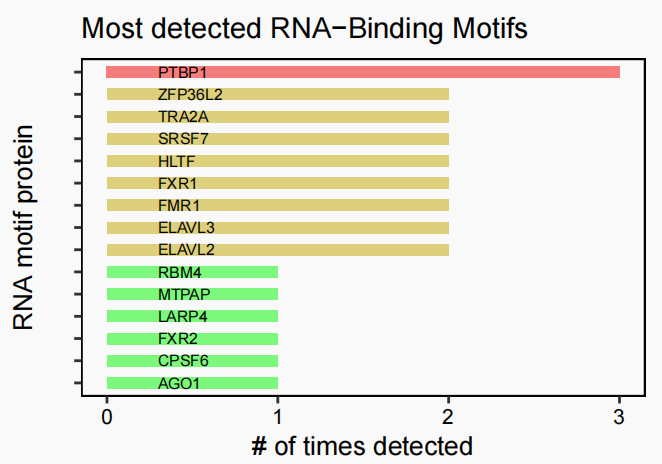 Most detected RNA−Binding Motifs
RNA motif protein
PTBP1
ZFP36L2
TRA2A
SRSF7
HLTF
FXR1
FMR1
ELAVL3
ELAVL2
RBM4
MTPAP
LARP4
FXR2
CPSF6
AGO1
0 1 2 3
# of times detected